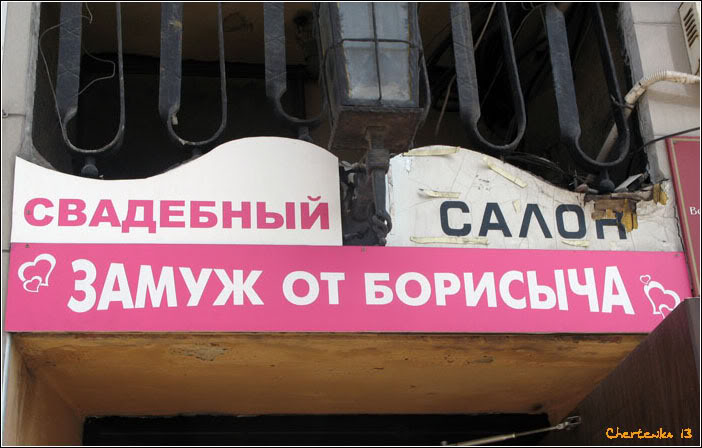 СВАДЕБНЫЙ САЛОН
ЗАМУЖ ОТ БОРИСЫЧА
Chertenka 13